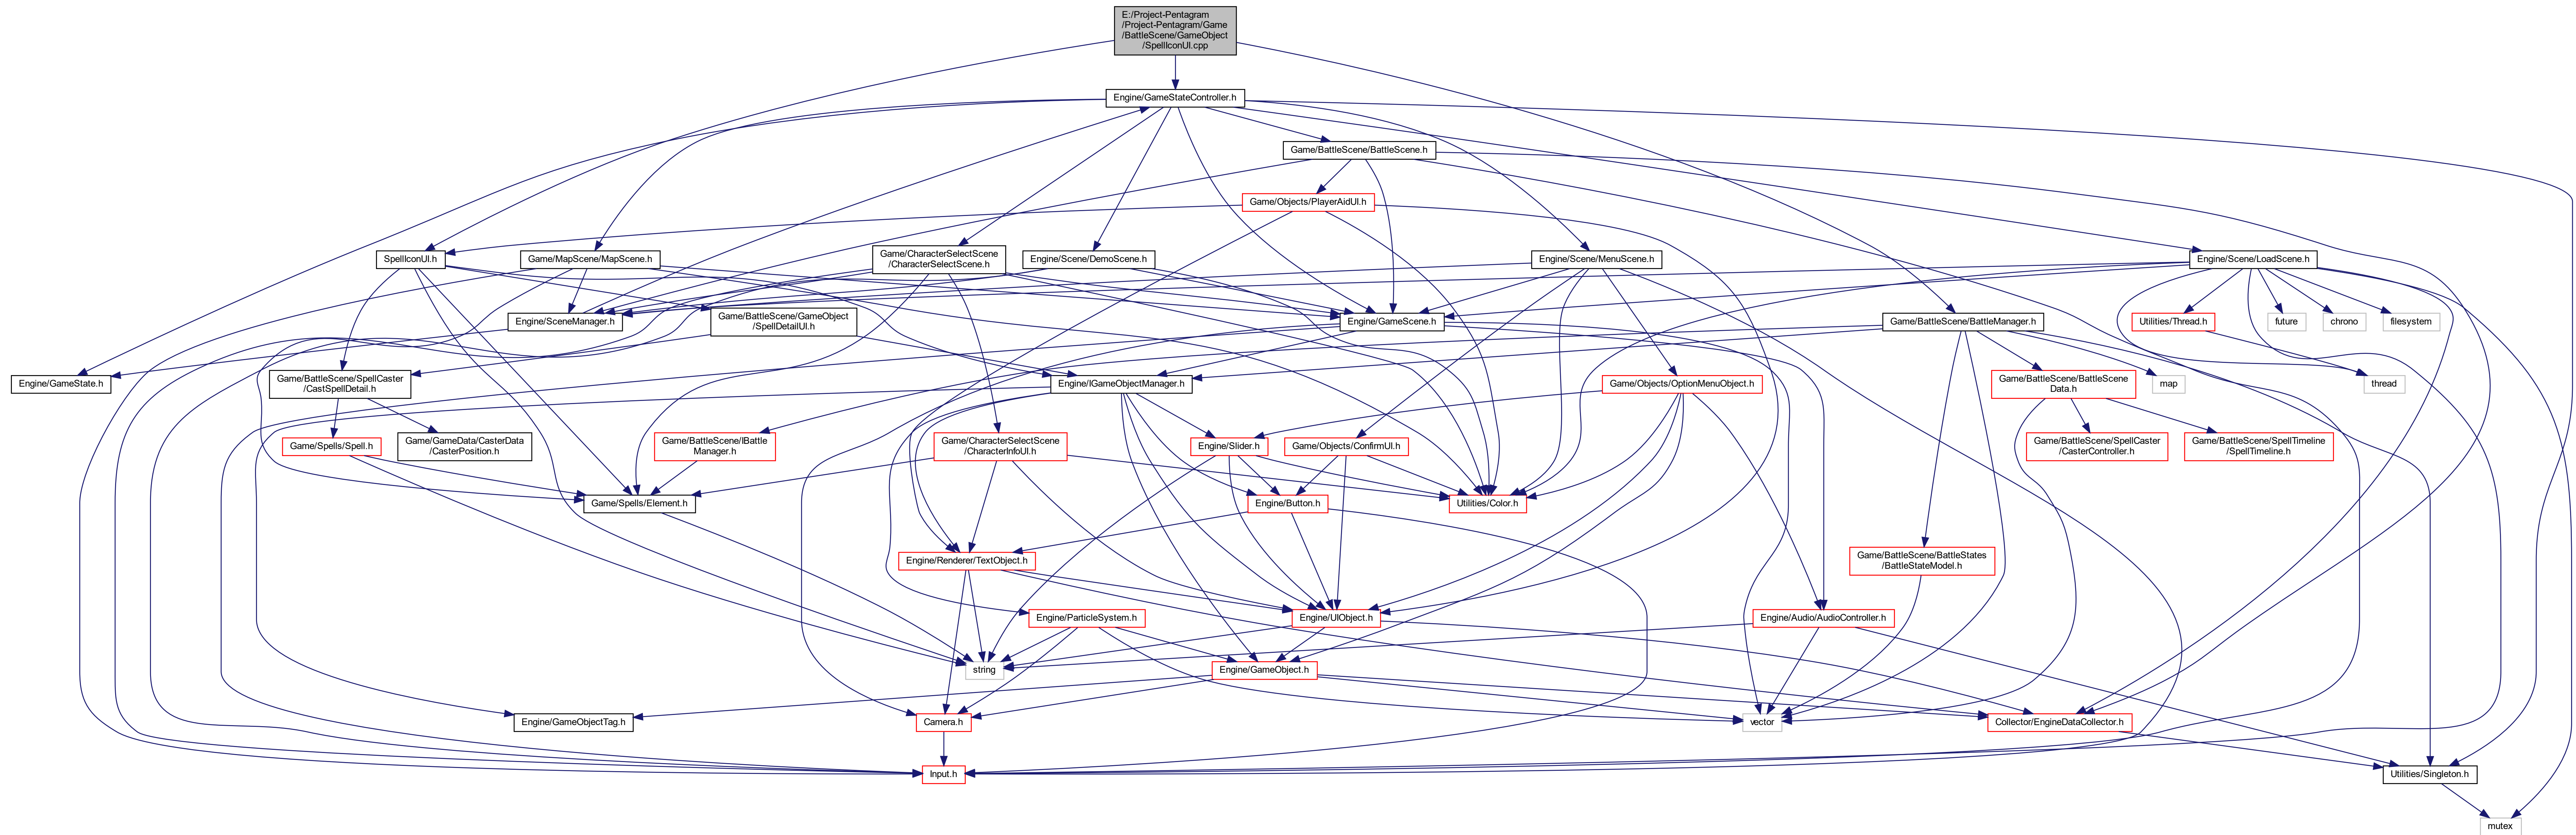 E:/Project-Pentagram
/Project-Pentagram/Game
/BattleScene/GameObject
/SpellIconUI.cpp
Engine/GameStateController.h
Game/BattleScene/BattleScene.h
Game/Objects/PlayerAidUI.h
SpellIconUI.h
Game/MapScene/MapScene.h
Game/CharacterSelectScene
/CharacterSelectScene.h
Engine/Scene/DemoScene.h
Engine/Scene/MenuScene.h
Engine/Scene/LoadScene.h
Engine/SceneManager.h
Game/BattleScene/GameObject
/SpellDetailUI.h
Engine/GameScene.h
Game/BattleScene/BattleManager.h
Utilities/Thread.h
future
chrono
filesystem
Engine/GameState.h
Game/BattleScene/SpellCaster
/CastSpellDetail.h
Engine/IGameObjectManager.h
Game/Objects/OptionMenuObject.h
Game/BattleScene/BattleScene
Data.h
map
thread
Game/Spells/Spell.h
Game/GameData/CasterData
/CasterPosition.h
Game/BattleScene/IBattle
Manager.h
Game/CharacterSelectScene
/CharacterInfoUI.h
Engine/Slider.h
Game/Objects/ConfirmUI.h
Game/BattleScene/SpellCaster
/CasterController.h
Game/BattleScene/SpellTimeline
/SpellTimeline.h
Game/Spells/Element.h
Engine/Button.h
Utilities/Color.h
Engine/Renderer/TextObject.h
Game/BattleScene/BattleStates
/BattleStateModel.h
Engine/ParticleSystem.h
Engine/UIObject.h
Engine/Audio/AudioController.h
string
Engine/GameObject.h
Engine/GameObjectTag.h
Camera.h
vector
Collector/EngineDataCollector.h
Input.h
Utilities/Singleton.h
mutex